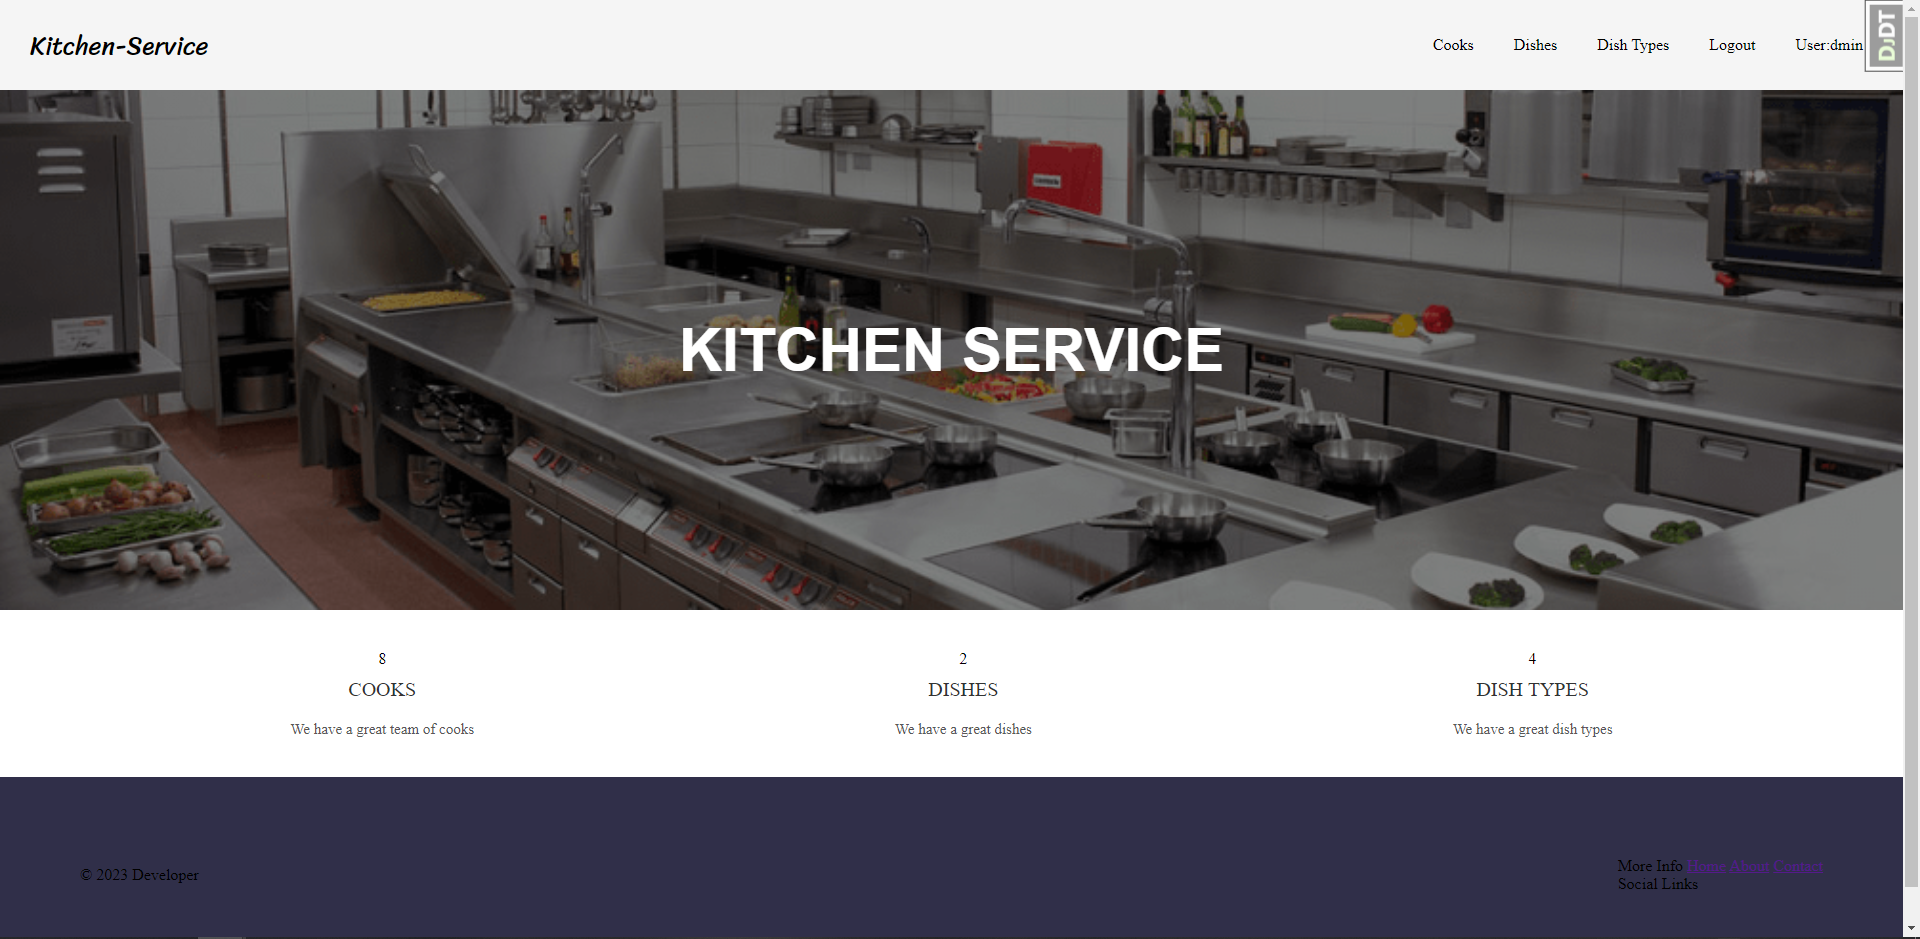 Kitchen-Service
Cooks Dishes Dish Types Logout User:dmin
DJDT
KITCHEN SERVICE
8 2 4
COOKS DISHES DISH TYPES
We have a great team of cooks We have a great dishes We have a great dish types
© 2023 Developer
More Info Home About Contact
Social Links